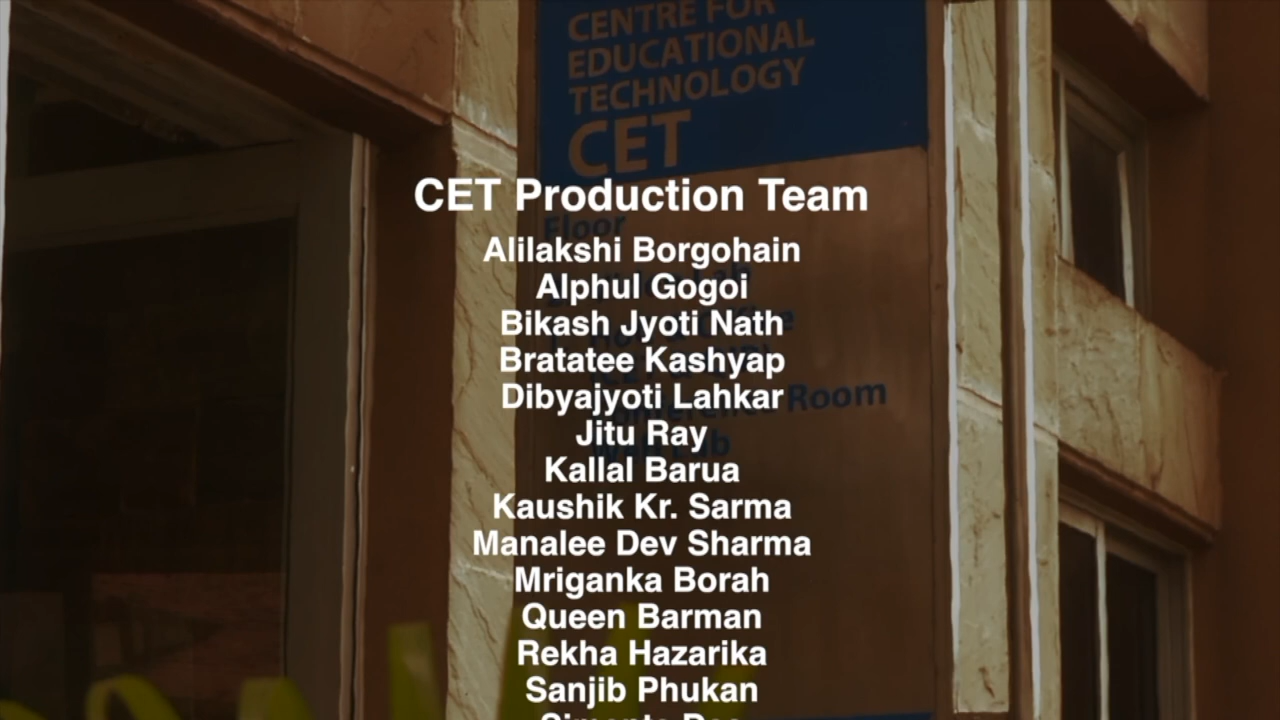 CENTRE FOR
EDUCATIONAL
TECHNOLOGY
CET
CET Production Team
Floor
Alilakshi Borgohain
Alphul Gogoi
Bikash Jyoti Nath
Bratatee Kashyap
Dibyajyoti Lahkar
Room
Jitu Ray
Kallal Barua
Kaushik Kr. Sarma
Manalee Dev Sharma
Mriganka Borah
Queen Barman
Rekha Hazarika
Sanjib Phukan